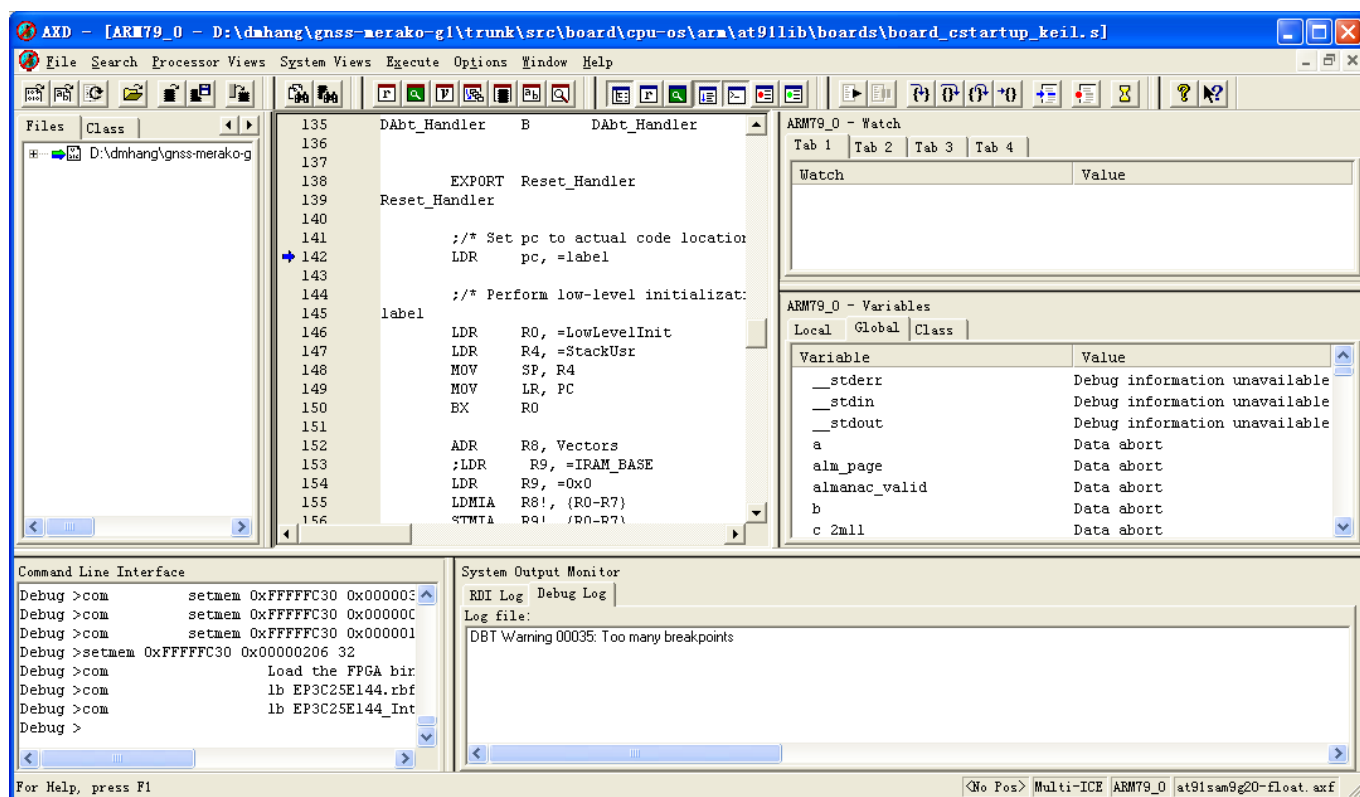 AXD - [ARM79_0 - D:\dmhang\gnss-merako-g1\trunk\src\board\cpu-os\arm\at91lib\boards\board_cstartup_keil.s]
File Search Processor Views System Views Execute Options Window Help
Files Class
D:\dmhang\gnss-merako-g
135 DAbt_Handler B DAbt_Handler
136
137
138 EXPORT Reset_Handler
139 Reset_Handler
140
141 ;/* Set pc to actual code location
142 LDR pc, =label
143
144 ;/* Perform low-level initializati
145 label
146 LDR R0, =LowLevelInit
147 LDR R4, =StackUsr
148 MOV SP, R4
149 MOV LR, PC
150 BX R0
151
152 ADR R8, Vectors
153 ;LDR R9, =IRAM_BASE
154 LDR R9, =0x0
155 LDMIA R8!, {R0-R7}
156 STMIA R9!, {R0-R7}
ARM79_0 - Watch
Tab 1 Tab 2 Tab 3 Tab 4
Watch Value
ARM79_0 - Variables
Local Global Class
Variable Value
__stderr Debug information unavailable
__stdin Debug information unavailable
__stdout Debug information unavailable
a Data abort
alm_page Data abort
almanac_valid Data abort
b Data abort
c 2mll Data abort
Command Line Interface
Debug >com setmem 0xFFFFFC30 0x000003
Debug >com setmem 0xFFFFFC30 0x00000C
Debug >com setmem 0xFFFFFC30 0x000001
Debug >setmem 0xFFFFFC30 0x00000206 32
Debug >com Load the FPGA bin
Debug >com lb EP3C25E144.rbf
Debug >com lb EP3C25E144_Int
Debug >
System Output Monitor
RDI Log Debug Log
Log file:
DBT Warning 00035: Too many breakpoints
For Help, press F1
<No Pos> Multi-ICE ARM79_0 at91sam9g20-float.axf